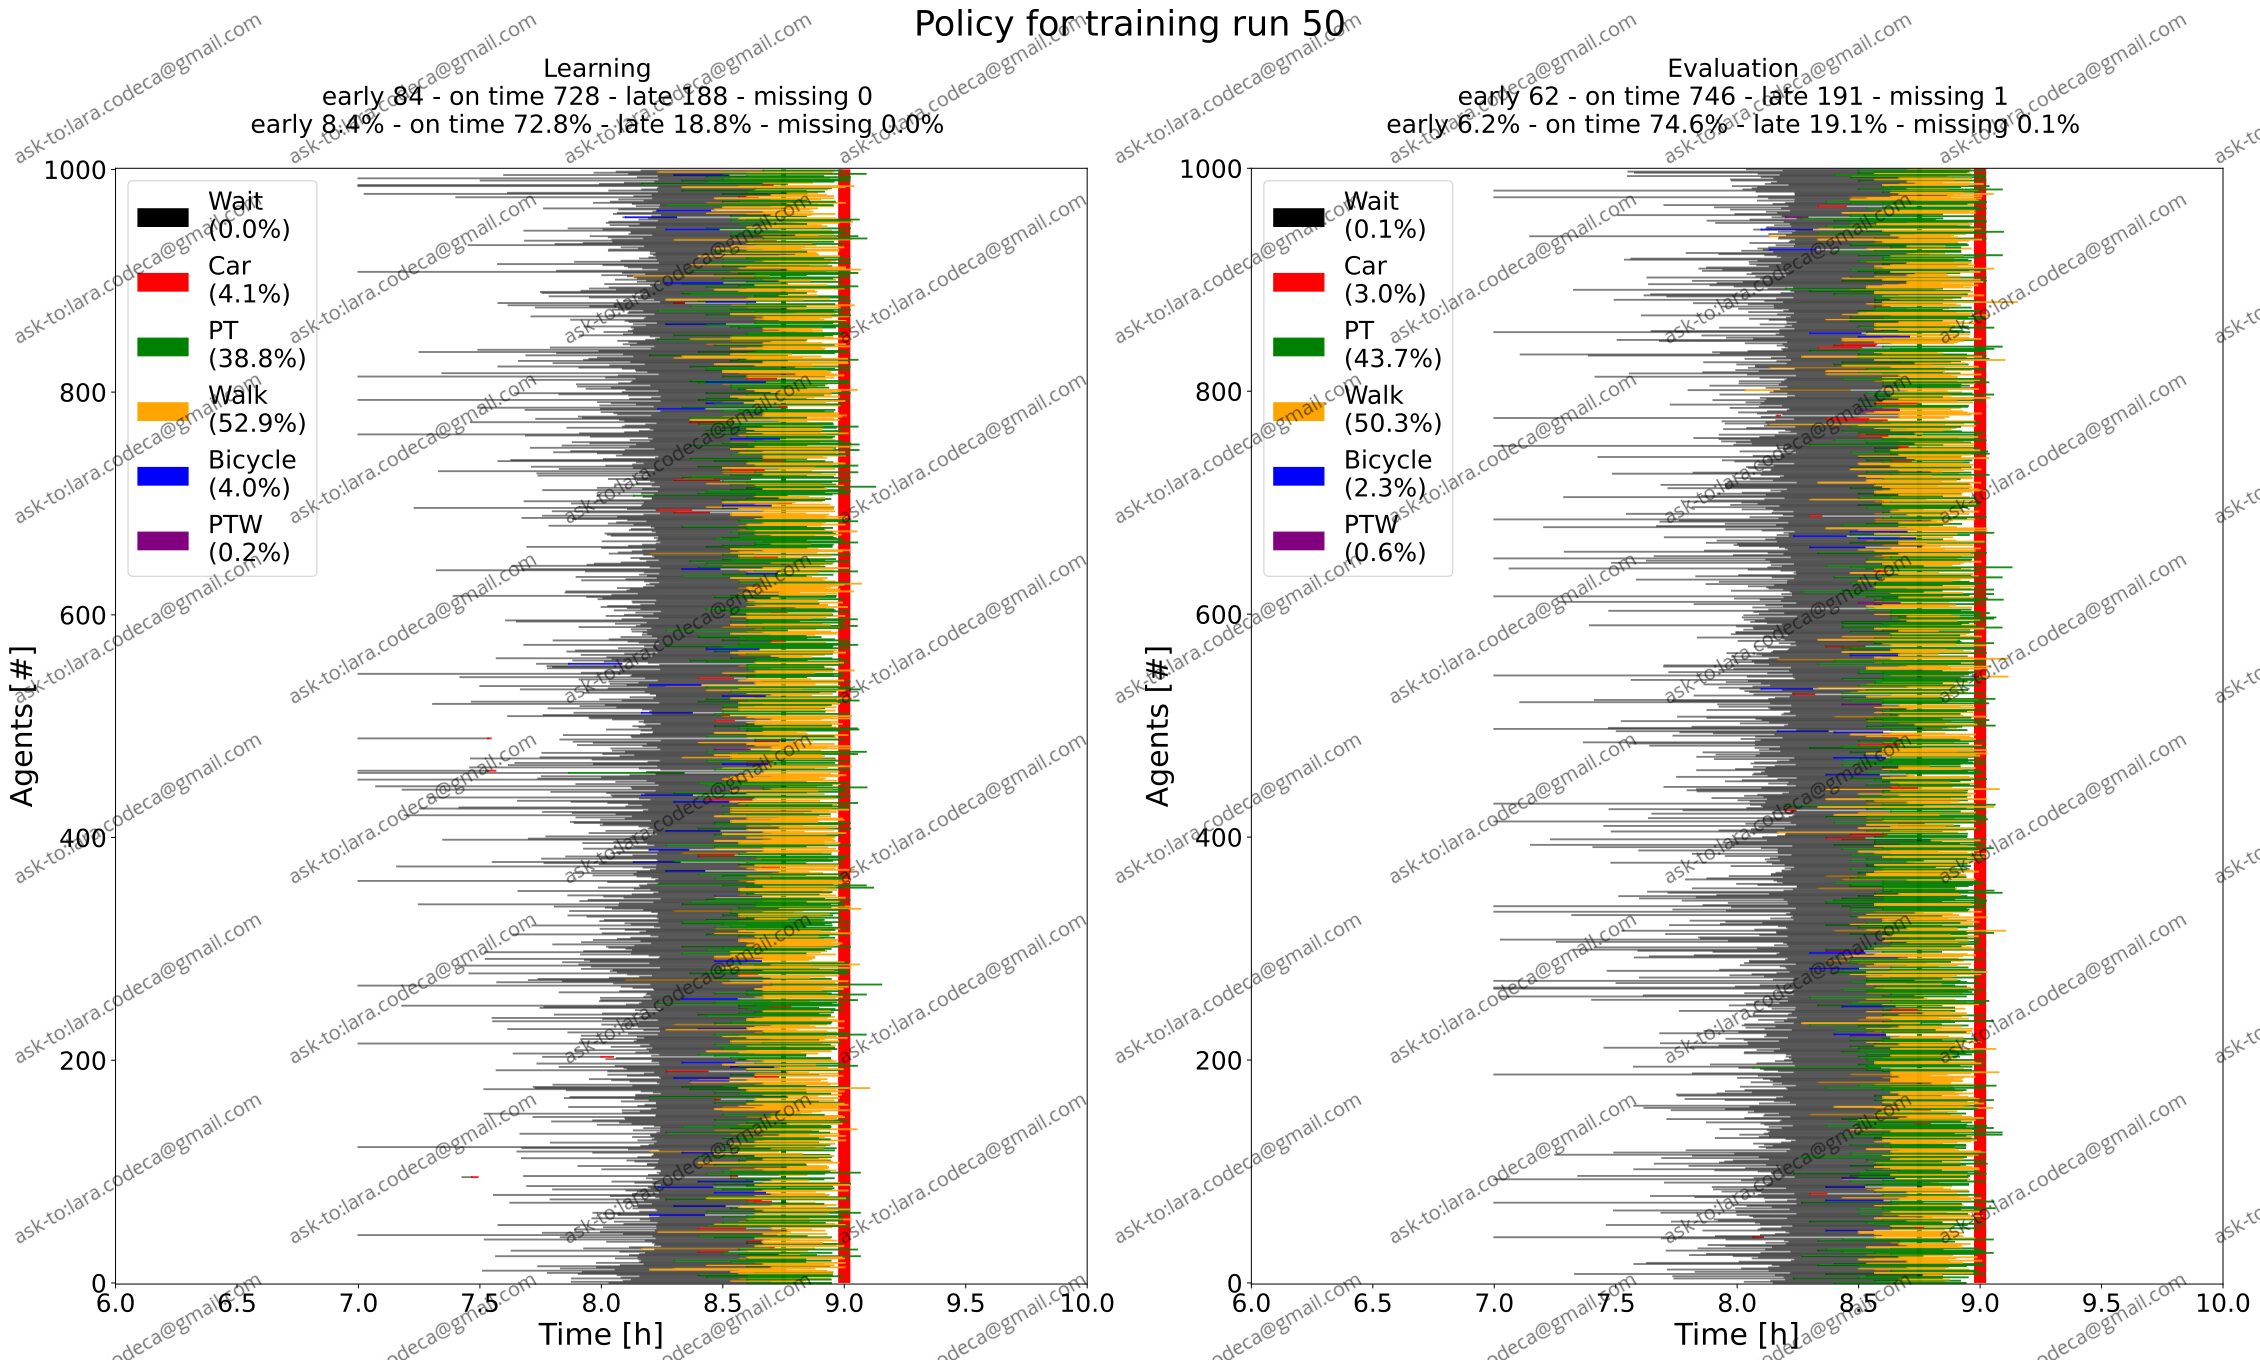 Policy for training run 50
Learning
early 84 - on time 728 - late 188 - missing 0
early 8.4% - on time 72.8% - late 18.8% - missing 0.0%
Agents [#]
1000
800
600
400
200
0
Wait
(0.0%)
Car
(4.1%)
PT
(38.8%)
Walk
(52.9%)
Bicycle
(4.0%)
PTW
(0.2%)
6.0 6.5 7.0 7.5 8.0 8.5 9.0 9.5 10.0
Time [h]
Evaluation
early 62 - on time 746 - late 191 - missing 1
early 6.2% - on time 74.6% - late 19.1% - missing 0.1%
Agents [#]
1000
800
600
400
200
0
Wait
(0.1%)
Car
(3.0%)
PT
(43.7%)
Walk
(50.3%)
Bicycle
(2.3%)
PTW
(0.6%)
6.0 6.5 7.0 7.5 8.0 8.5 9.0 9.5 10.0
Time [h]
ask-to:lara.codeca@gmail.com